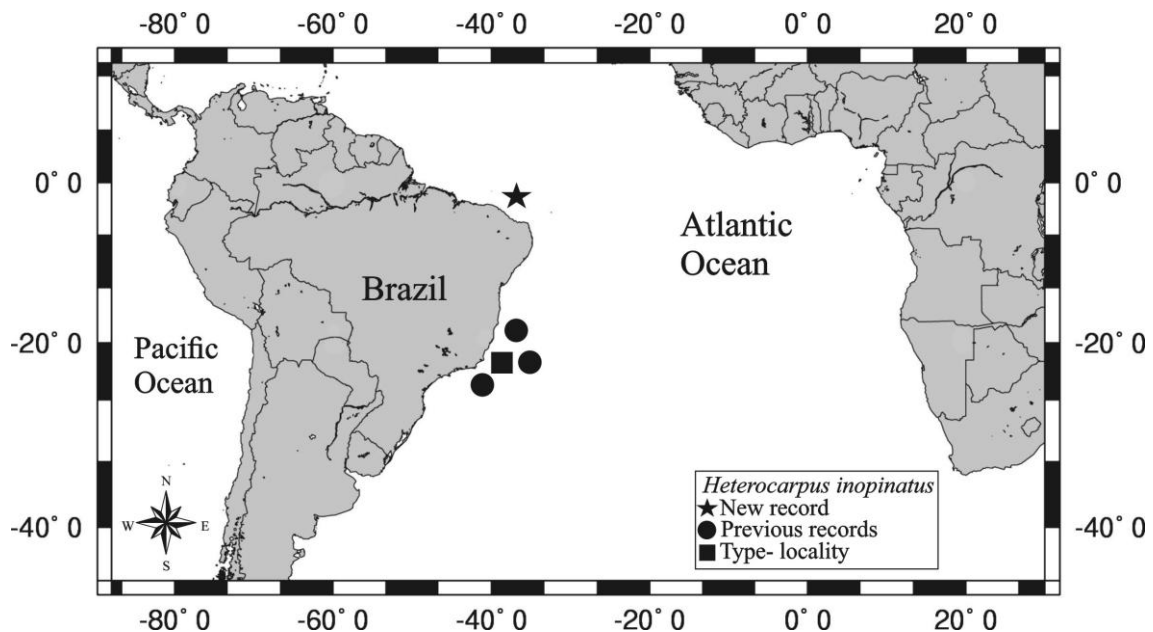 -80° 0 -60° 0 -40° 0 -20° 0 0° 0 20° 0
0° 0 0° 0
Atlantic
Ocean
Brazil
-20° 0 -20° 0
Pacific
Ocean
Heterocarpus inopinatus
New record
Previous records
Type- locality
N
W E
S
-40° 0 -40° 0
-80° 0 -60° 0 -40° 0 -20° 0 0° 0 20° 0